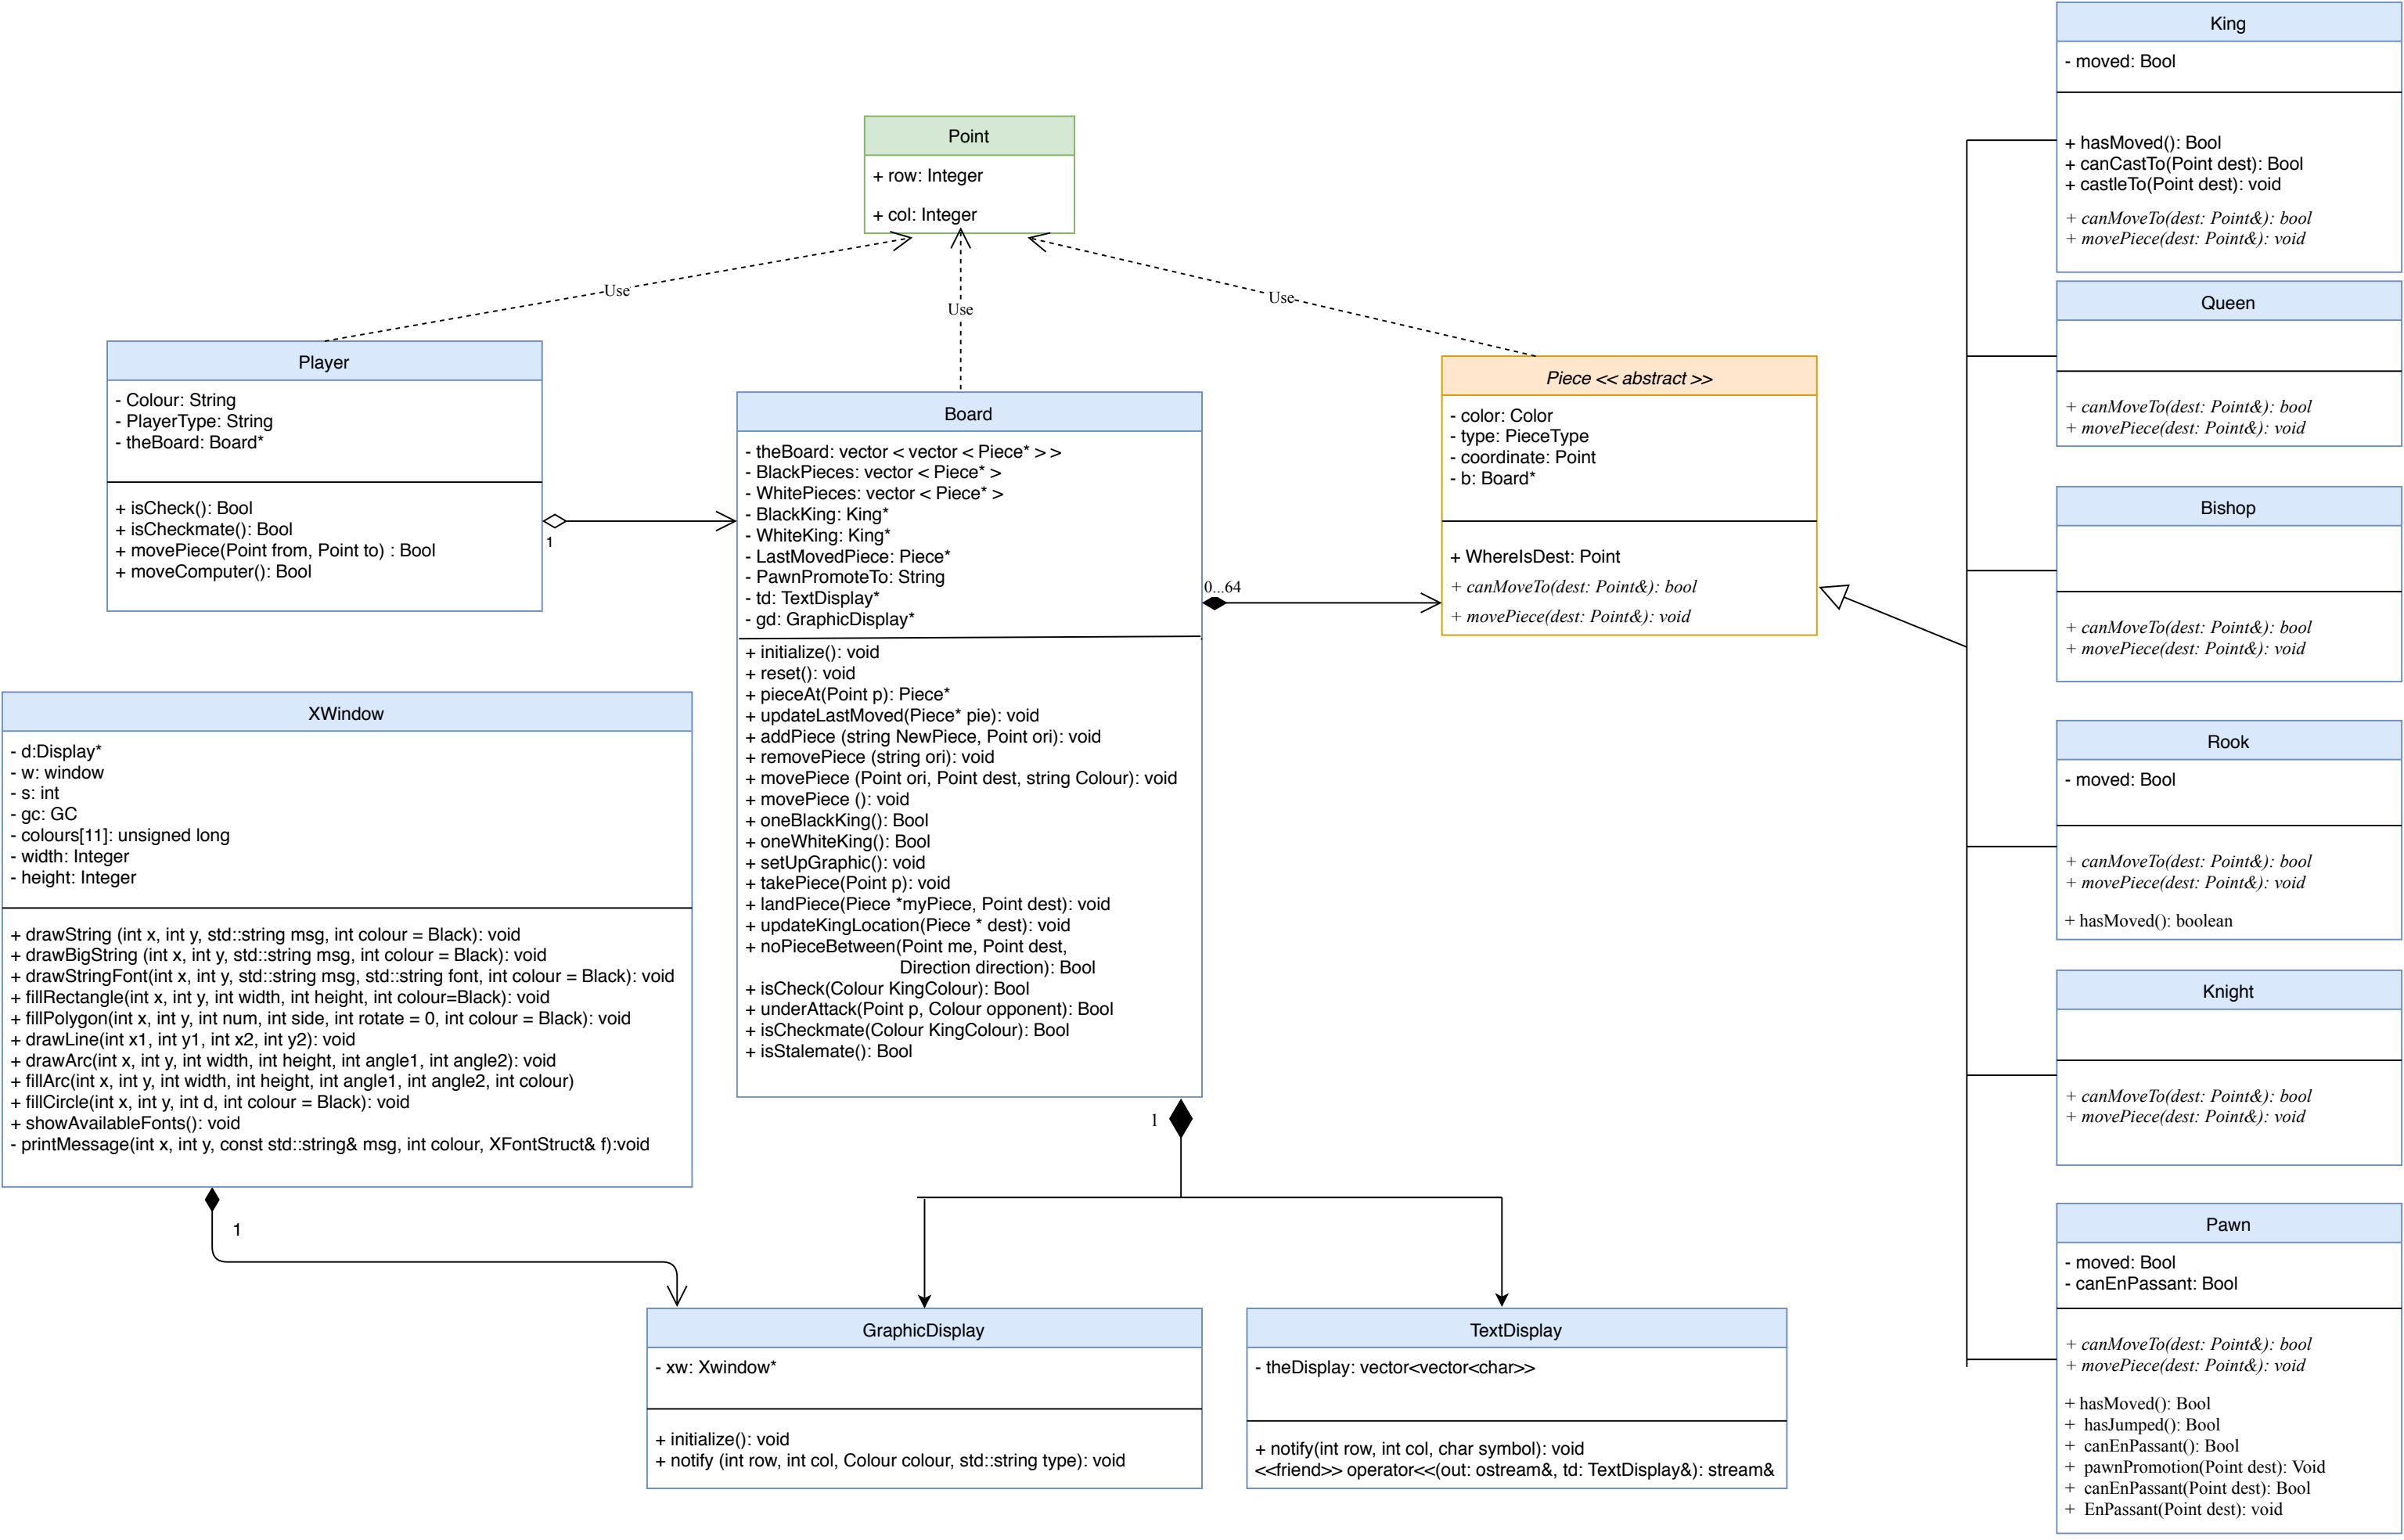 King
- moved: Bool
+ hasMoved(): Bool
+ canCastTo(Point dest): Bool
+ castleTo(Point dest): void
+ canMoveTo(dest: Point&): bool
+ movePiece(dest: Point&): void
Point
+ row: Integer
+ col: Integer
Use
Use
Use
Queen
+ canMoveTo(dest: Point&): bool
+ movePiece(dest: Point&): void
Player
- Colour: String
- PlayerType: String
- theBoard: Board*
+ isCheck(): Bool
+ isCheckmate(): Bool
+ movePiece(Point from, Point to) : Bool
+ moveComputer(): Bool
1
Board
- theBoard: vector < vector < Piece* > >
- BlackPieces: vector < Piece* >
- WhitePieces: vector < Piece* >
- BlackKing: King*
- WhiteKing: King*
- LastMovedPiece: Piece*
- PawnPromoteTo: String
- td: TextDisplay*
- gd: GraphicDisplay*
+ initialize(): void
+ reset(): void
+ pieceAt(Point p): Piece*
+ updateLastMoved(Piece* pie): void
+ addPiece (string NewPiece, Point ori): void
+ removePiece (string ori): void
+ movePiece (Point ori, Point dest, string Colour): void
+ movePiece (): void
+ oneBlackKing(): Bool
+ oneWhiteKing(): Bool
+ setUpGraphic(): void
+ takePiece(Point p): void
+ landPiece(Piece *myPiece, Point dest): void
+ updateKingLocation(Piece * dest): void
+ noPieceBetween(Point me, Point dest,
Direction direction): Bool
+ isCheck(Colour KingColour): Bool
+ underAttack(Point p, Colour opponent): Bool
+ isCheckmate(Colour KingColour): Bool
+ isStalemate(): Bool
0...64
1
Piece << abstract >>
- color: Color
- type: PieceType
- coordinate: Point
- b: Board*
+ WhereIsDest: Point
+ canMoveTo(dest: Point&): bool
+ movePiece(dest: Point&): void
Bishop
+ canMoveTo(dest: Point&): bool
+ movePiece(dest: Point&): void
Rook
- moved: Bool
+ canMoveTo(dest: Point&): bool
+ movePiece(dest: Point&): void
+ hasMoved(): boolean
Knight
+ canMoveTo(dest: Point&): bool
+ movePiece(dest: Point&): void
Pawn
- moved: Bool
- canEnPassant: Bool
+ canMoveTo(dest: Point&): bool
+ movePiece(dest: Point&): void
+ hasMoved(): Bool
+ hasJumped(): Bool
+ canEnPassant(): Bool
+ pawnPromotion(Point dest): Void
+ canEnPassant(Point dest): Bool
+ EnPassant(Point dest): void
XWindow
- d:Display*
- w: window
- s: int
- gc: GC
- colours[11]: unsigned long
- width: Integer
- height: Integer
+ drawString (int x, int y, std::string msg, int colour = Black): void
+ drawBigString (int x, int y, std::string msg, int colour = Black): void
+ drawStringFont(int x, int y, std::string msg, std::string font, int colour = Black): void
+ fillRectangle(int x, int y, int width, int height, int colour=Black): void
+ fillPolygon(int x, int y, int num, int side, int rotate = 0, int colour = Black): void
+ drawLine(int x1, int y1, int x2, int y2): void
+ drawArc(int x, int y, int width, int height, int angle1, int angle2): void
+ fillArc(int x, int y, int width, int height, int angle1, int angle2, int colour)
+ fillCircle(int x, int y, int d, int colour = Black): void
+ showAvailableFonts(): void
- printMessage(int x, int y, const std::string& msg, int colour, XFontStruct& f):void
1
GraphicDisplay
- xw: Xwindow*
+ initialize(): void
+ notify (int row, int col, Colour colour, std::string type): void
TextDisplay
- theDisplay: vector<vector<char>>
+ notify(int row, int col, char symbol): void
<<friend>> operator<<(out: ostream&, td: TextDisplay&): stream&